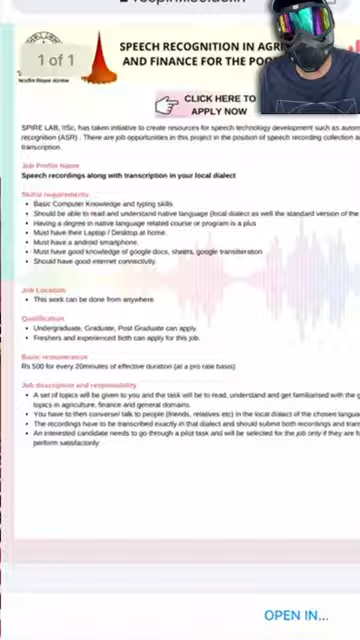 1 of 1
SPEECH RECOGNITION IN AGRI
AND FINANCE FOR THE POO
CLICK HERE TO
APPLY NOW
SPIRE LAB, IISc, has taken initiative to create resources for speech technology development such as autom
recognition (ASR) . There are job opportunities in this project in the position of speech recording collection a
transcription.
Job Profile Name
Speech recordings along with transcription in your local dialect
Skills/ requirements
• Basic Computer Knowledge and typing skills
• Should be able to read and understand native language (local dialect as well the standard version of the
• Having a degree in native language related course or program is a plus
• Must have their Laptop / Desktop at home.
• Must have a android smartphone.
• Must have good knowledge of google docs, sheets, google transliteration
• Should have good internet connectivity.
Job Location
• This work can be done from anywhere
Qualification
• Undergraduate, Graduate, Post Graduate can apply.
• Freshers and experienced both can apply for this job.
Basic remuneration
Rs 500 for every 20minutes of effective duration (at a pro rate basis)
Job description and responsibility
• A set of topics will be given to you and the task will be to read, understand and get familiarised with the g
topics in agriculture, finance and general domains.
• You have to then converse/ talk to people (friends, relatives etc) in the local dialect of the chosen langua
• The recordings have to be transcribed exactly in that dialect and should submit both recordings and tran
• An interested candidate needs to go through a pilot task and will be selected for the job only if they are fo
perform satisfactorily
OPEN IN...